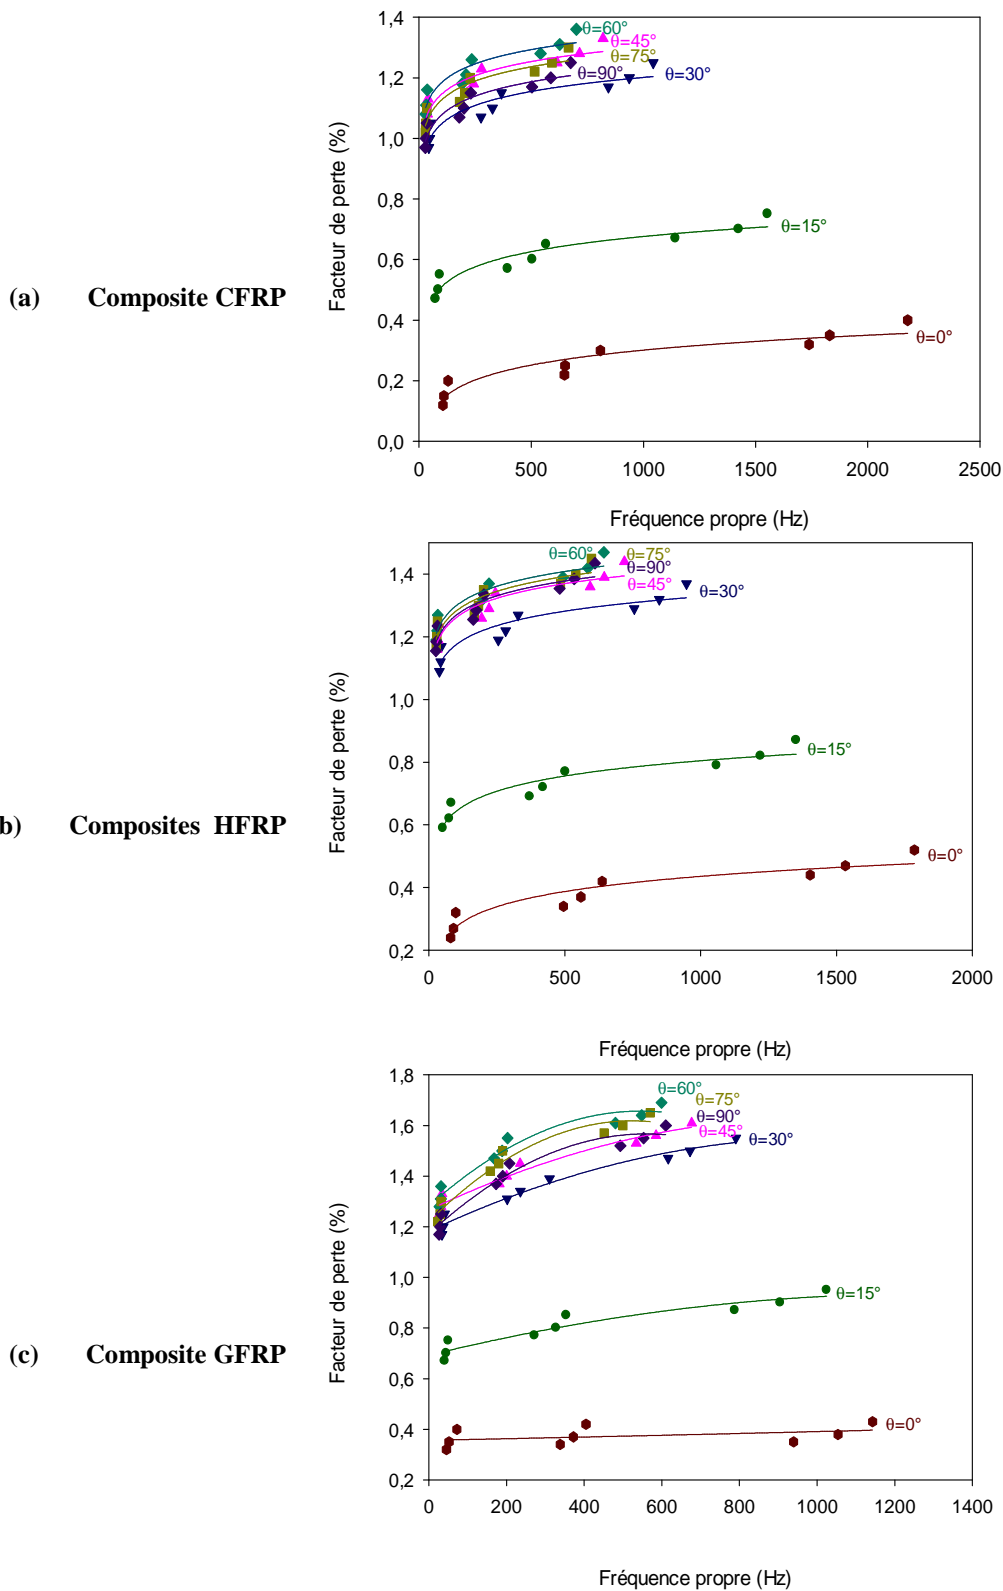 1,4
1,2
1,0
0,8
0,6
0,4
0,2
0,0
Facteur de perte (%)
θ=60°
θ=45°
θ=75°
θ=90°
θ=30°
θ=15°
θ=0°
(a) Composite CFRP
0 500 1000 1500 2000 2500
Fréquence propre (Hz)
1,4
1,2
1,0
0,8
0,6
0,4
0,2
Facteur de perte (%)
θ=60°
θ=75°
θ=90°
θ=45°
θ=30°
θ=15°
θ=0°
b) Composites HFRP
0 500 1000 1500 2000
Fréquence propre (Hz)
1,8
1,6
1,4
1,2
1,0
0,8
0,6
0,4
0,2
Facteur de perte (%)
θ=60°
θ=75°
θ=90°
θ=45°
θ=30°
θ=15°
θ=0°
(c) Composite GFRP
0 200 400 600 800 1000 1200 1400
Fréquence propre (Hz)